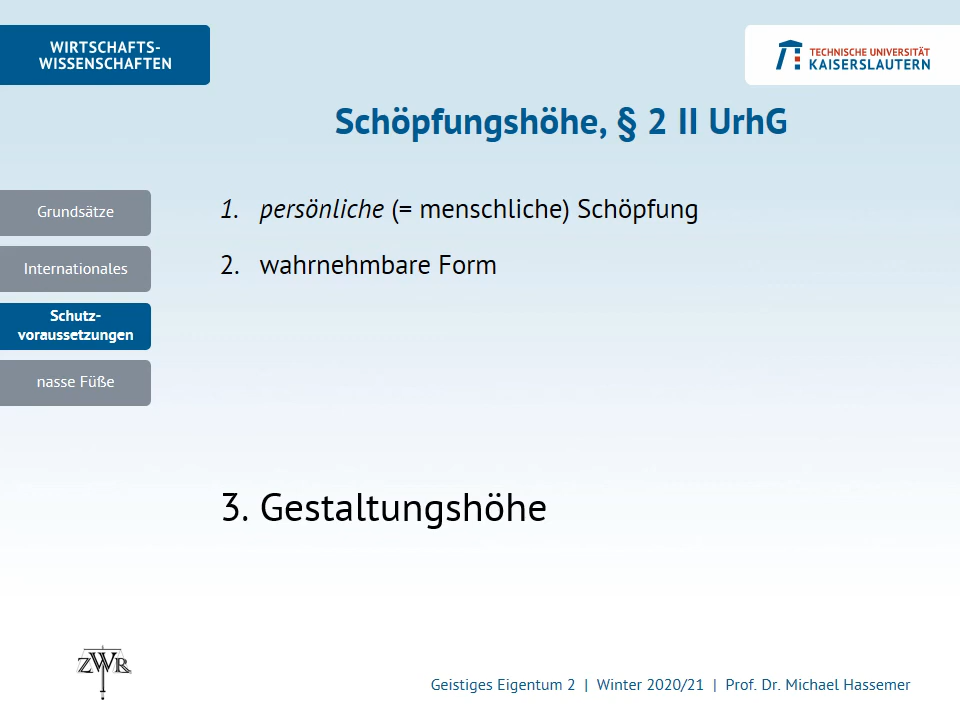 WIRTSCHAFTS-
WISSENSCHAFTEN
TECHNISCHE UNIVERSITÄT
KAISERSLAUTERN
Schöpfungshöhe, § 2 II UrhG
Grundsätze
Internationales
Schutz-
voraussetzungen
nasse Füße
1. persönliche (= menschliche) Schöpfung
2. wahrnehmbare Form
3. Gestaltungshöhe
ZWR
Geistiges Eigentum 2 | Winter 2020/21 | Prof. Dr. Michael Hassemer